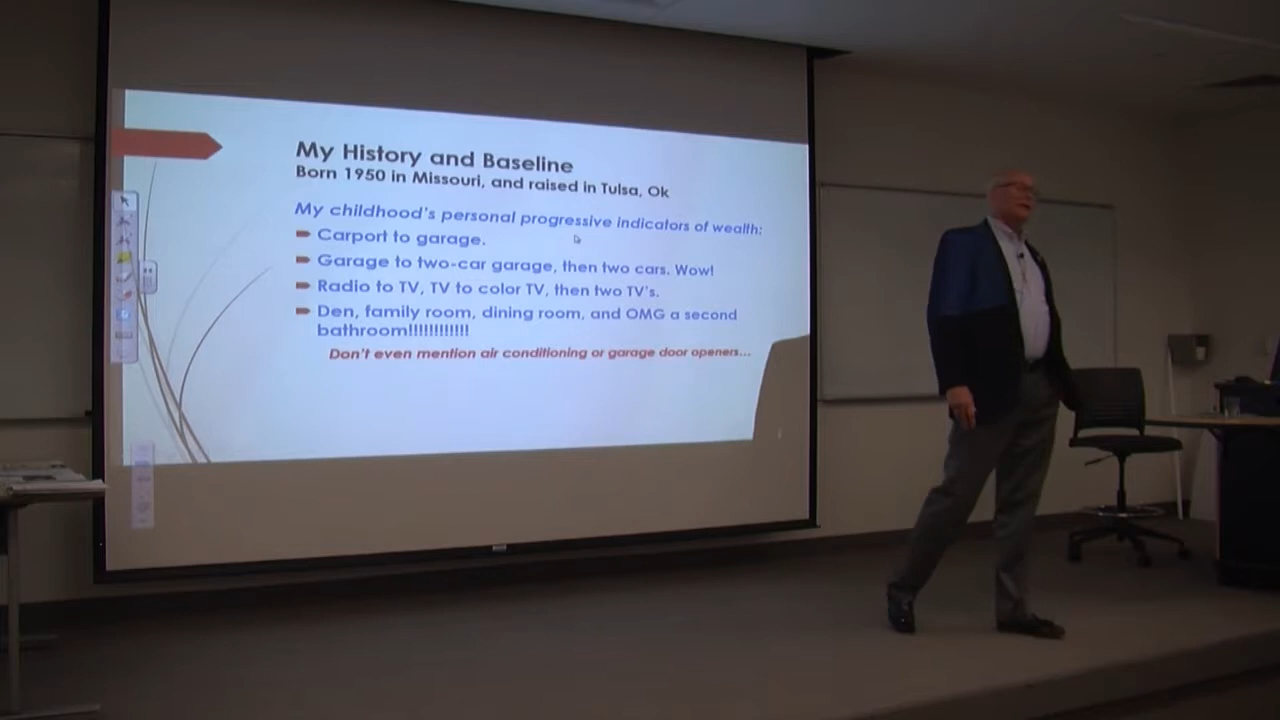 My History and Baseline
Born 1950 in Missouri, and raised in Tulsa, Ok
My childhood's personal progressive indicators of wealth:
Carport to garage.
Garage to two-car garage, then two cars. Wow!
Radio to TV, TV to color TV, then two TV's.
Den, family room, dining room, and OMG a second
bathroom!!!!!!!!!!!!
Don't even mention air conditioning or garage door openers...